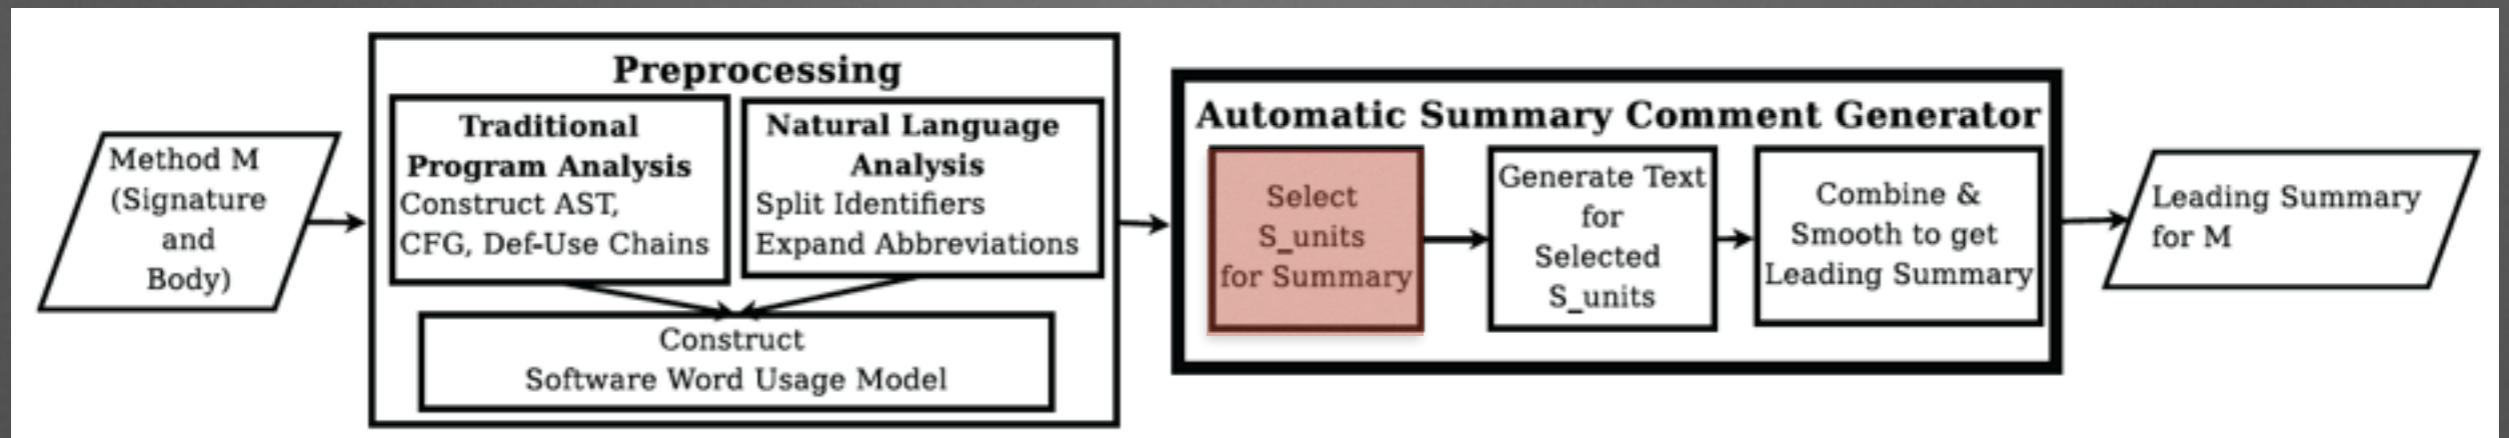 Method M
(Signature
and
Body)
Preprocessing
Traditional
Program Analysis
Construct AST,
CFG, Def-Use Chains
Natural Language
Analysis
Split Identifiers
Expand Abbreviations
Construct
Software Word Usage Model
Automatic Summary Comment Generator
Select
S_units
for Summary
Generate Text
for
Selected
S_units
Combine &
Smooth to get
Leading Summary
Leading Summary
for M